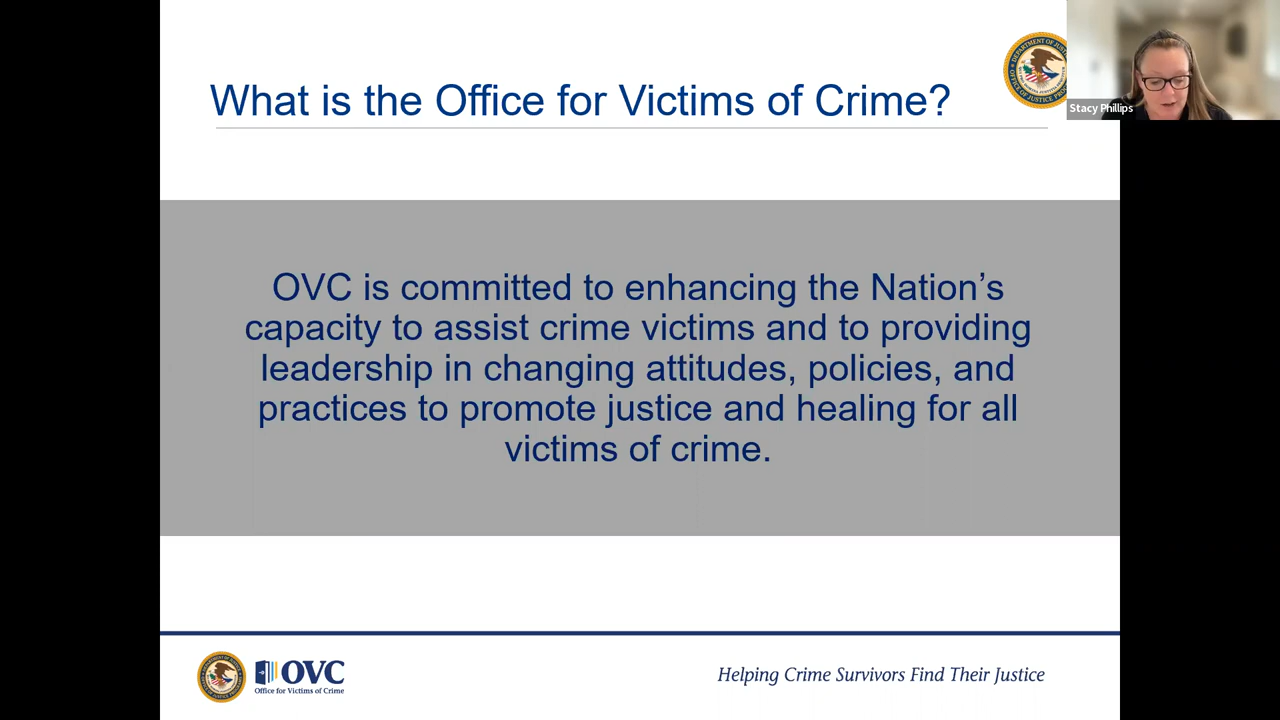 What is the Office for Victims of Crime?
Stacy Phillips
OVC is committed to enhancing the Nation’s
capacity to assist crime victims and to providing
leadership in changing attitudes, policies, and
practices to promote justice and healing for all
victims of crime.
OVC
Office for Victims of Crime
Helping Crime Survivors Find Their Justice